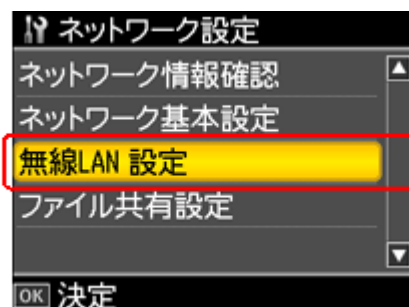 ネットワーク設定
ネットワーク情報確認
ネットワーク基本設定
無線LAN 設定
ファイル共有設定
OK 決定